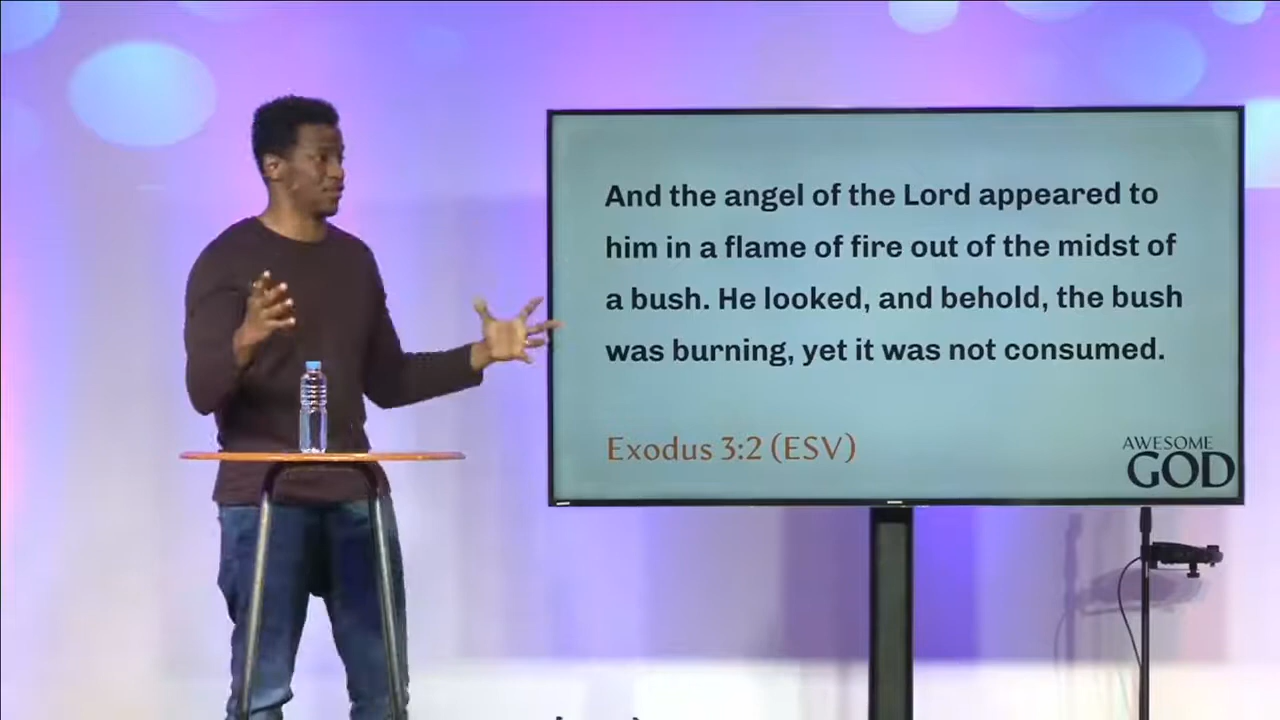 And the angel of the Lord appeared to
him in a flame of fire out of the midst of
a bush. He looked, and behold, the bush
was burning, yet it was not consumed.
Exodus 3:2 (ESV)
AWESOME
GOD